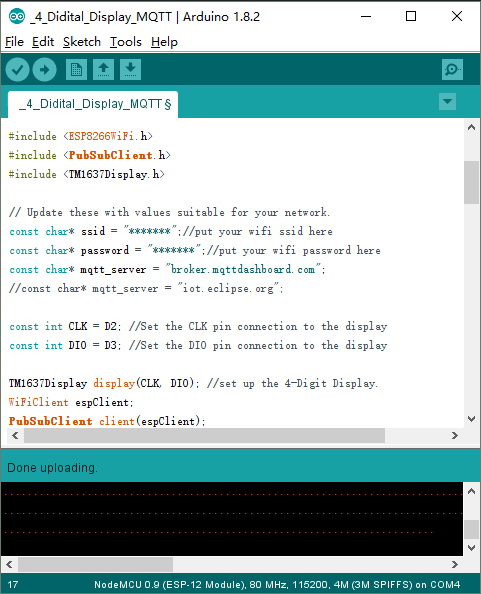 _4_Didital_Display_MQTT | Arduino 1.8.2
File Edit Sketch Tools Help
_4_Didital_Display_MQTT §
#include <ESP8266WiFi.h>
#include <PubSubClient.h>
#include <TM1637Display.h>
// Update these with values suitable for your network.
const char* ssid = "*******";//put your wifi ssid here
const char* password = "*******";//put your wifi password here
const char* mqtt_server = "broker.mqttdashboard.com";
//const char* mqtt_server = "iot.eclipse.org";
const int CLK = D2; //Set the CLK pin connection to the display
const int DIO = D3; //Set the DIO pin connection to the display
TM1637Display display(CLK, DIO); //set up the 4-Digit Display.
WiFiClient espClient;
PubSubClient client(espClient);
Done uploading.
17
NodeMCU 0.9 (ESP-12 Module), 80 MHz, 115200, 4M (3M SPIFFS) on COM4